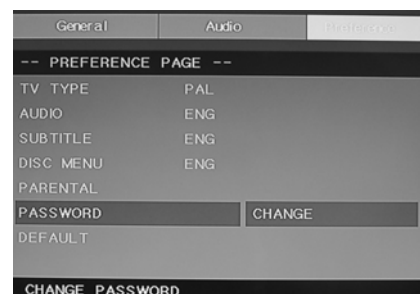 General Audio Preference
-- PREFERENCE PAGE --
TV TYPE PAL
AUDIO ENG
SUBTITLE ENG
DISC MENU ENG
PARENTAL
PASSWORD CHANGE
DEFAULT
CHANGE PASSWORD